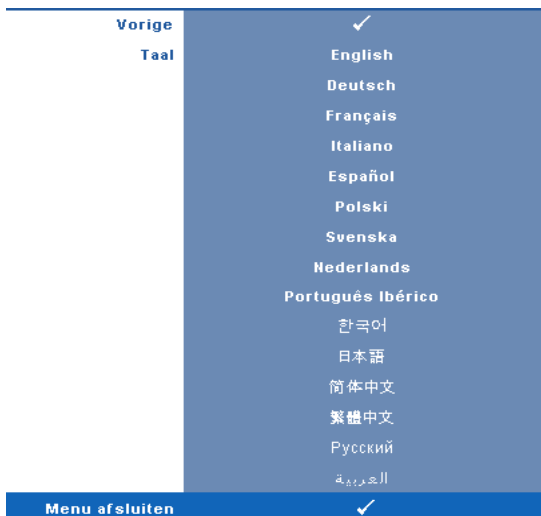 Vorige ✓
Taal English
Deutsch
Français
Italiano
Español
Polski
Svenska
Nederlands
Português Ibérico
한국어
日本語
简体中文
繁體中文
Русский
العربية
Menu afsluiten ✓